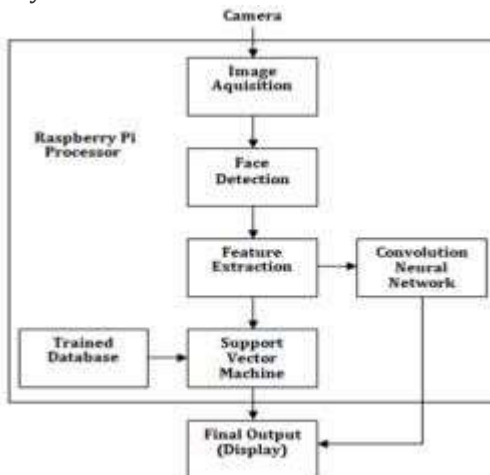 Camera
Image
Aquisition
Raspberry Pi
Processor
Face
Detection
Feature
Extraction
Convolution
Neural
Network
Trained
Database
Support
Vector
Machine
Final Output
(Display)